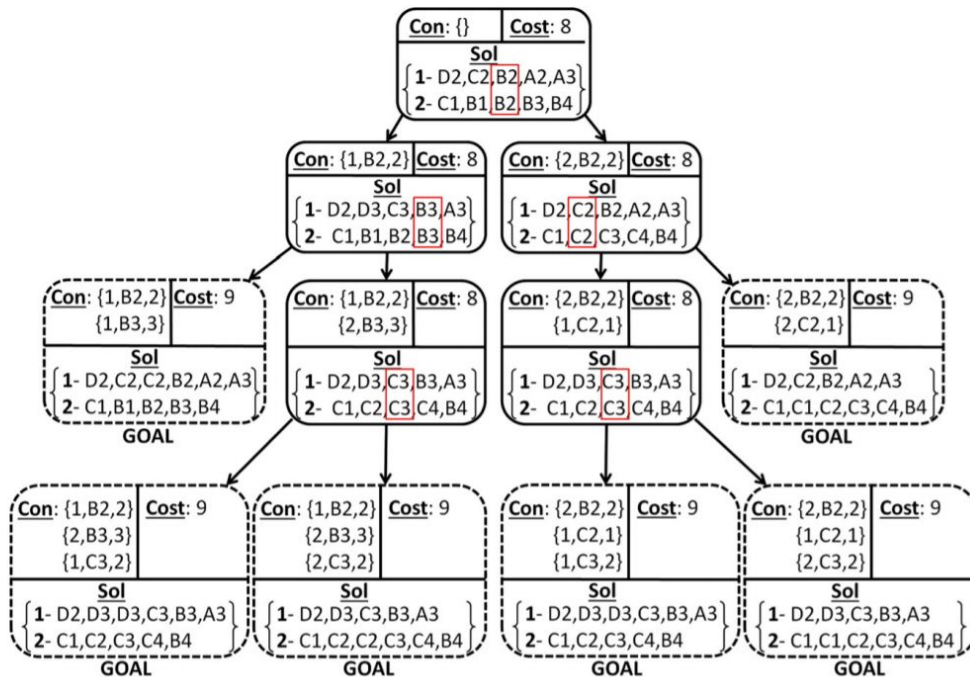 Con: {} Cost: 8
Sol
1- D2,C2,B2,A2,A3
2- C1,B1,B2,B3,B4
Con: {1,B2,2} Cost: 8
Sol
1- D2,D3,C3,B3,A3
2- C1,B1,B2,B3,B4
Con: {2,B2,2} Cost: 8
Sol
1- D2,C2,B2,A2,A3
2- C1,C2,C3,C4,B4
Con: {1,B2,2} Cost: 9
{1,B3,3}
Sol
1- D2,C2,C2,B2,A2,A3
2- C1,B1,B2,B3,B4
GOAL
Con: {1,B2,2} Cost: 8
{2,B3,3}
Sol
1- D2,D3,C3,B3,A3
2- C1,C2,C3,C4,B4
Con: {2,B2,2} Cost: 8
{1,C2,1}
Sol
1- D2,D3,C3,B3,A3
2- C1,C2,C3,C4,B4
Con: {2,B2,2} Cost: 9
{2,C2,1}
Sol
1- D2,C2,B2,A2,A3
2- C1,C1,C2,C3,C4,B4
GOAL
Con: {1,B2,2} Cost: 9
{2,B3,3}
{1,C3,2}
Sol
1- D2,D3,D3,C3,B3,A3
2- C1,C2,C3,C4,B4
GOAL
Con: {1,B2,2} Cost: 9
{2,B3,3}
{2,C3,2}
Sol
1- D2,D3,C3,B3,A3
2- C1,C2,C2,C3,C4,B4
GOAL
Con: {2,B2,2} Cost: 9
{1,C2,1}
{1,C3,2}
Sol
1- D2,D3,D3,C3,B3,A3
2- C1,C2,C3,C4,B4
GOAL
Con: {2,B2,2} Cost: 9
{1,C2,1}
{2,C3,2}
Sol
1- D2,D3,C3,B3,A3
2- C1,C1,C2,C3,C4,B4
GOAL